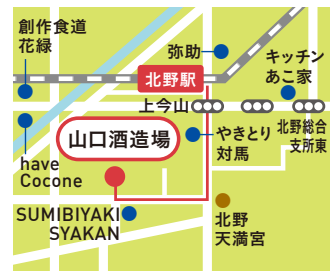 創作食道
花緑
弥助
キッチン
あこ家
北野駅
上今山
山口酒造場
やきとり
対馬
北野総合
支所東
have
Cocone
SUMIBIYAKI
SYAKAN
北野
天満宮